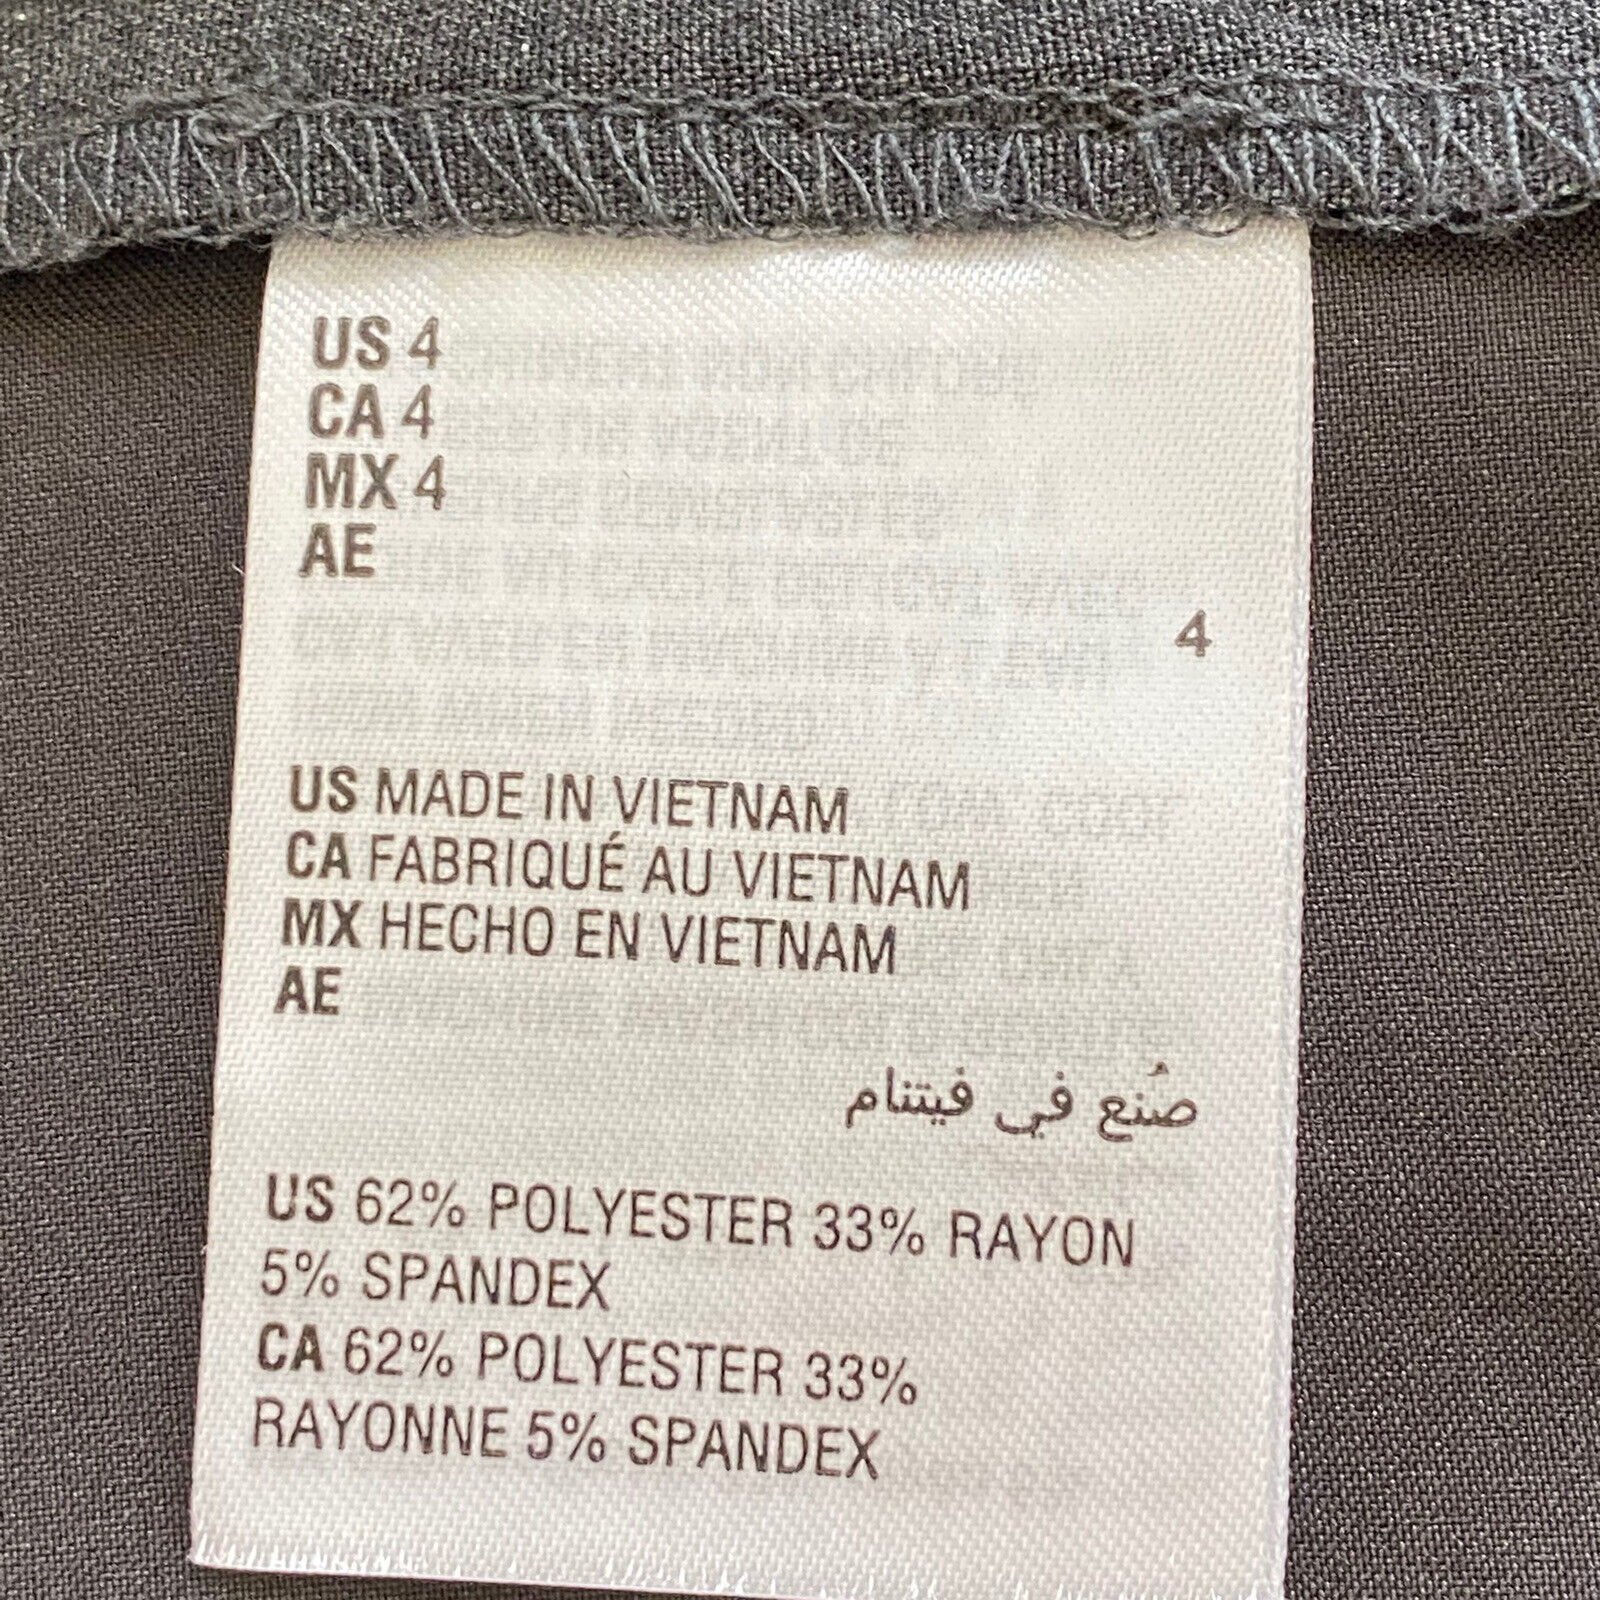 US 4
CA 4
MX 4
AE
4
US MADE IN VIETNAM
CA FABRIQUÉ AU VIETNAM
MX HECHO EN VIETNAM
AE
صُنع في فيتنام
US 62% POLYESTER 33% RAYON
5% SPANDEX
CA 62% POLYESTER 33%
RAYONNE 5% SPANDEX